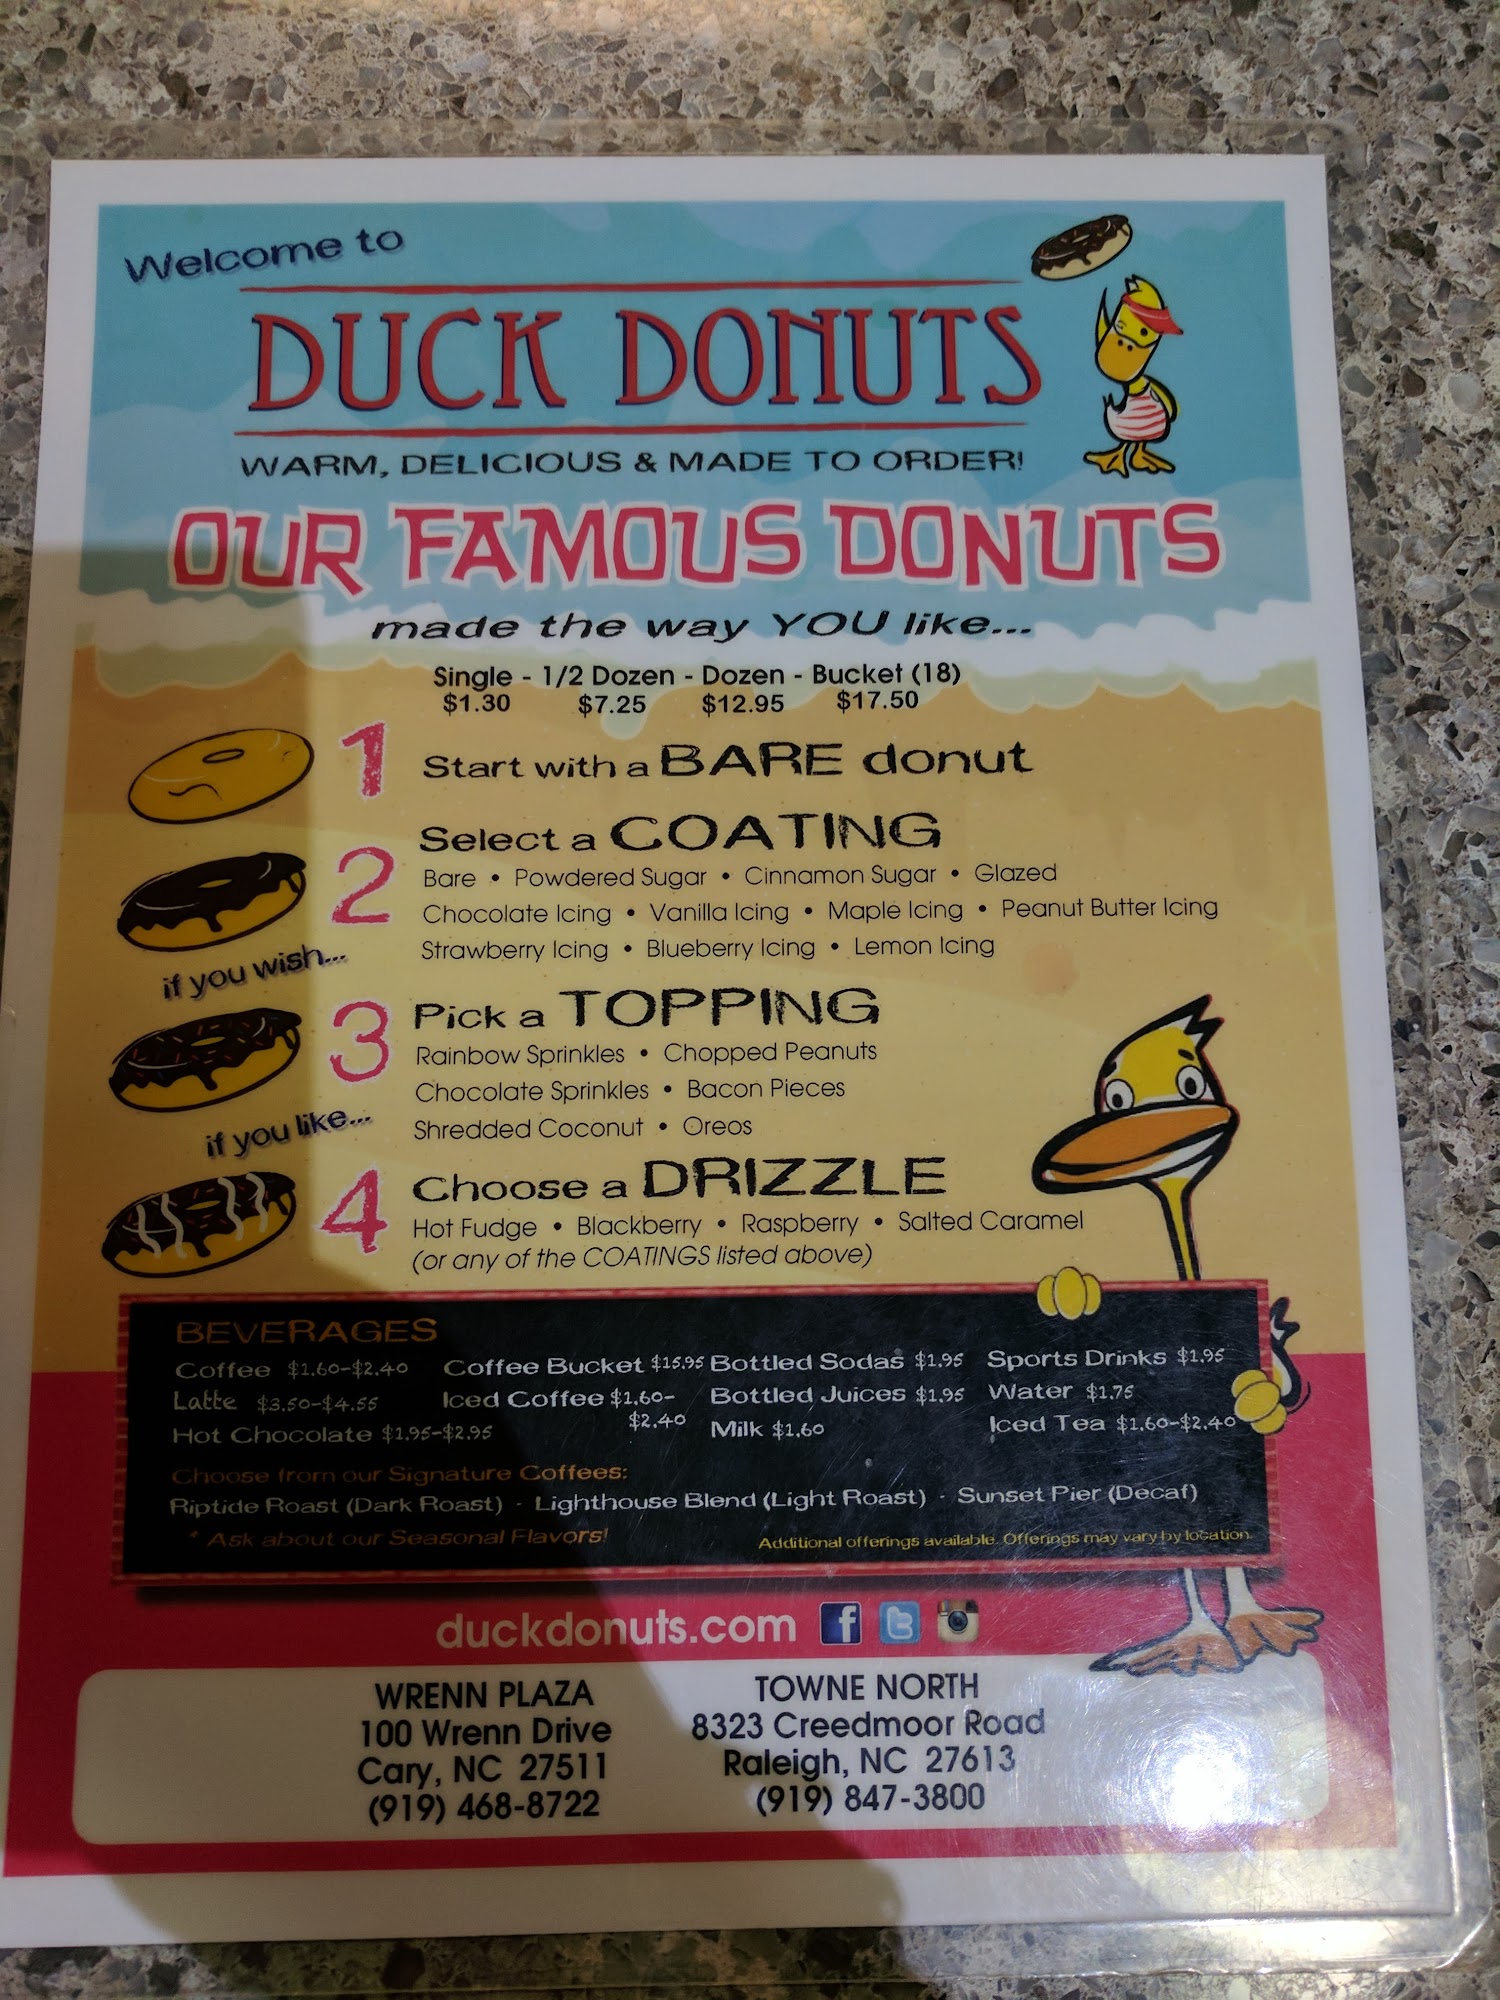 Welcome to
DUCK DONUTS
WARM, DELICIOUS & MADE TO ORDER!
OUR FAMOUS DONUTS
made the way YOU like...
Single - 1/2 Dozen - Dozen - Bucket (18)
$1.30 $7.25 $12.95 $17.50
1 Start with a BARE donut
2 Select a COATING
Bare • Powdered Sugar • Cinnamon Sugar • Glazed
Chocolate Icing • Vanilla Icing • Maple Icing • Peanut Butter Icing
Strawberry Icing • Blueberry Icing • Lemon Icing
if you wish...
3 Pick a TOPPING
Rainbow Sprinkles • Chopped Peanuts
Chocolate Sprinkles • Bacon Pieces
Shredded Coconut • Oreos
if you like...
4 Choose a DRIZZLE
Hot Fudge • Blackberry • Raspberry • Salted Caramel
(or any of the COATINGS listed above)
BEVERAGES
Coffee $1.60-$2.40 Coffee Bucket $15.95 Bottled Sodas $1.95 Sports Drinks $1.95
Latte $3.50-$4.55 Iced Coffee $1.60- Bottled Juices $1.95 Water $1.75
$2.40
Hot Chocolate $1.95-$2.95 Milk $1.60 Iced Tea $1.60-$2.40
Choose from our Signature Coffees:
Riptide Roast (Dark Roast) - Lighthouse Blend (Light Roast) - Sunset Pier (Decaf)
* Ask about our Seasonal Flavors! Additional offerings available. Offerings may vary by location.
duckdonuts.com
WRENN PLAZA
100 Wrenn Drive
Cary, NC 27511
(919) 468-8722
TOWNE NORTH
8323 Creedmoor Road
Raleigh, NC 27613
(919) 847-3800